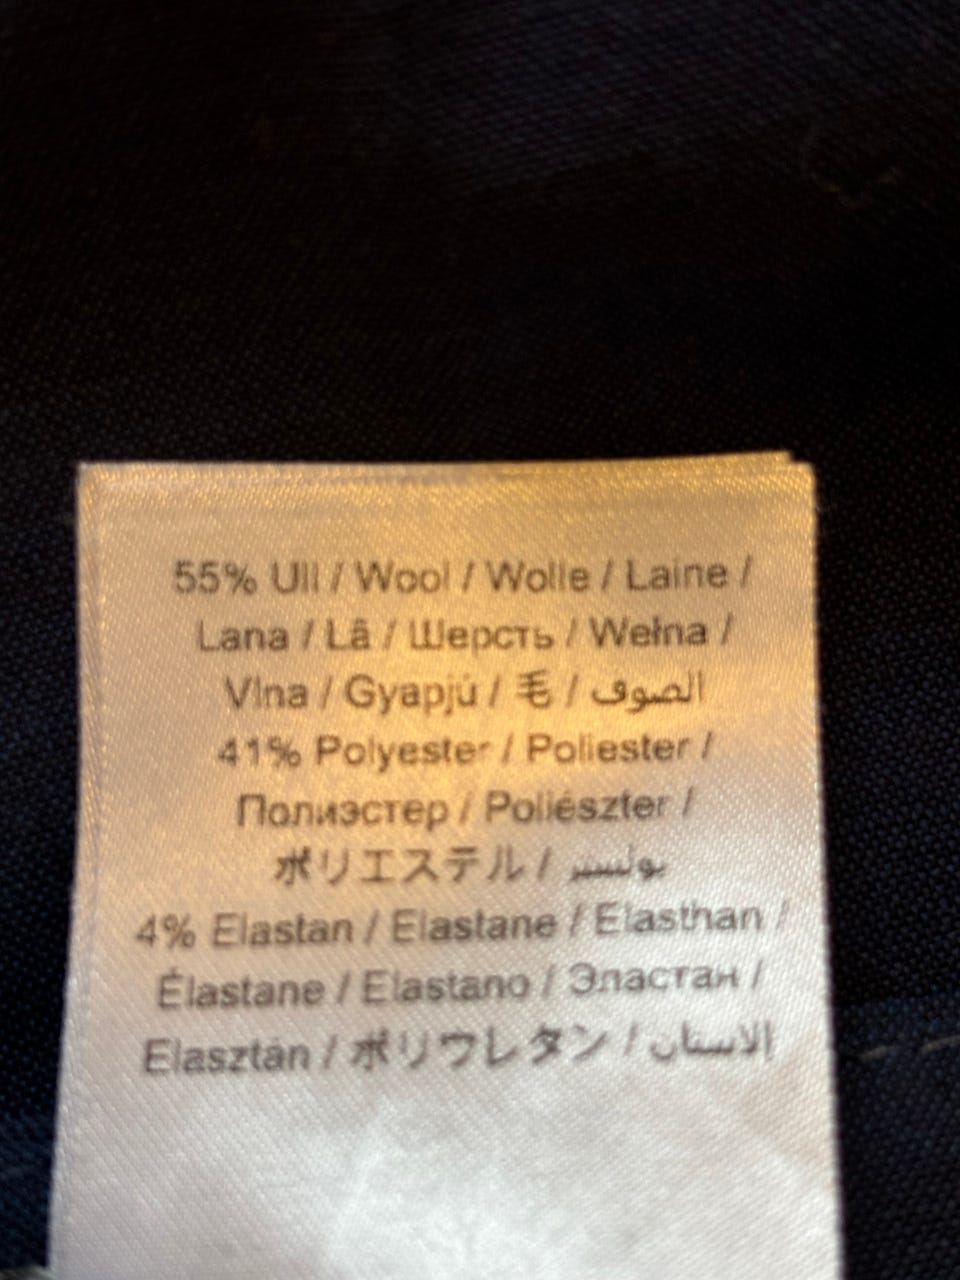 55% Ull / Wool / Wolle / Laine /
Lana / Lã / Шерсть / Wełna /
Vlna / Gyapjú / 毛 / الصوف
41% Polyester / Poliester /
Полиэстер / Poliészter /
ポリエステル /
4% Elastan / Elastane / Elasthan /
Élastane / Elastano / Эластан /
Elasztán / ポリウレタン /